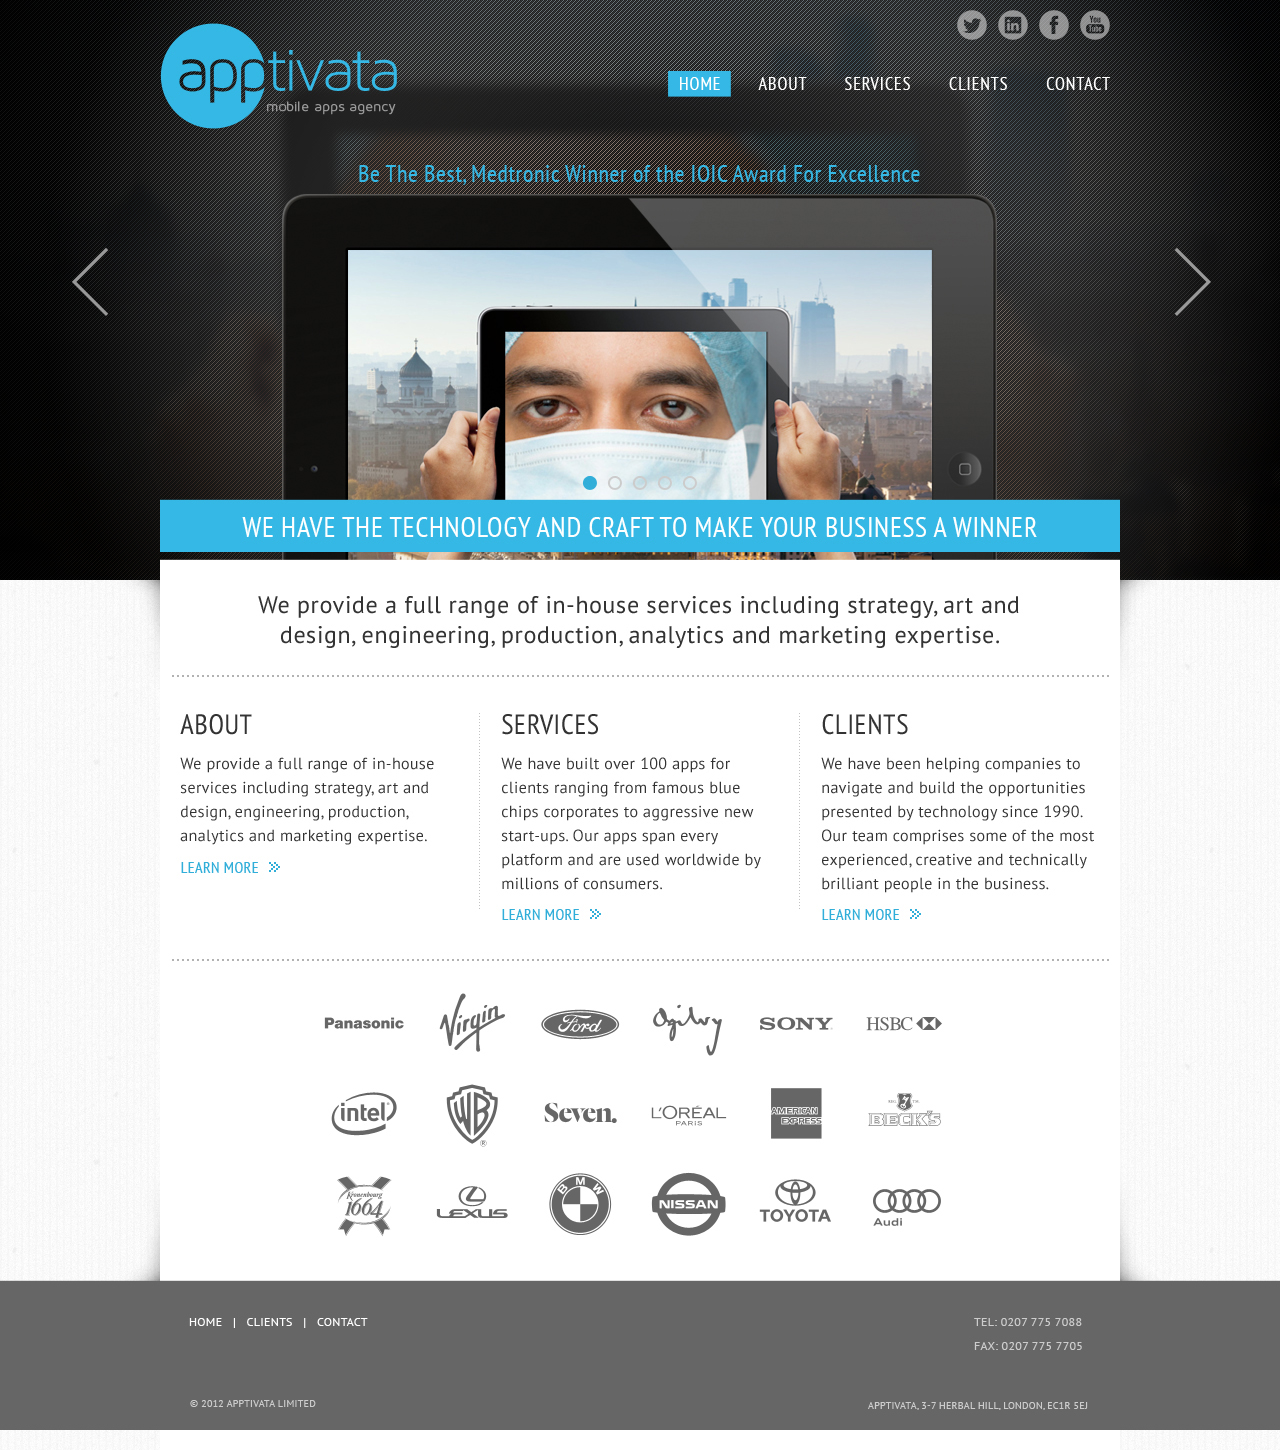 You
Tube
apptivata
mobile apps agency
HOME ABOUT SERVICES CLIENTS CONTACT
Be The Best, Medtronic Winner of the IOIC Award For Excellence
WE HAVE THE TECHNOLOGY AND CRAFT TO MAKE YOUR BUSINESS A WINNER
We provide a full range of in-house services including strategy, art and
design, engineering, production, analytics and marketing expertise.
ABOUT
We provide a full range of in-house
services including strategy, art and
design, engineering, production,
analytics and marketing expertise.
LEARN MORE
SERVICES
We have built over 100 apps for
clients ranging from famous blue
chips corporates to aggressive new
start-ups. Our apps span every
platform and are used worldwide by
millions of consumers.
LEARN MORE
CLIENTS
We have been helping companies to
navigate and build the opportunities
presented by technology since 1990.
Our team comprises some of the most
experienced, creative and technically
brilliant people in the business.
LEARN MORE
Panasonic Virgin Ford Ogilvy SONY HSBC
intel WB Seven. L'ORÉAL PARIS AMERICAN EXPRESS BECK'S
Kronenbourg 1664 LEXUS BMW NISSAN TOYOTA Audi
HOME | CLIENTS | CONTACT
TEL: 0207 775 7088
FAX: 0207 775 7705
© 2012 APPTIVATA LIMITED
APPTIVATA, 3-7 HERBAL HILL, LONDON, EC1R 5EJ